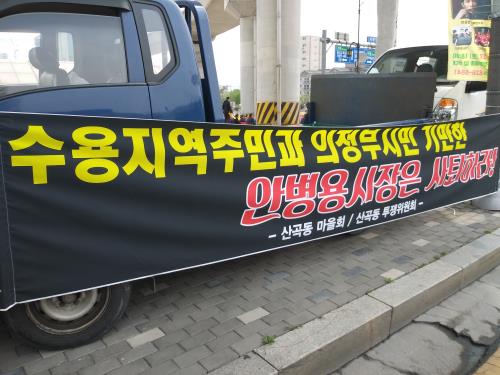 수용지역주민과 의정부시민 기만한
안병용시장은 사퇴하라!
- 산곡동 마을회 / 산곡동 투쟁위원회 -